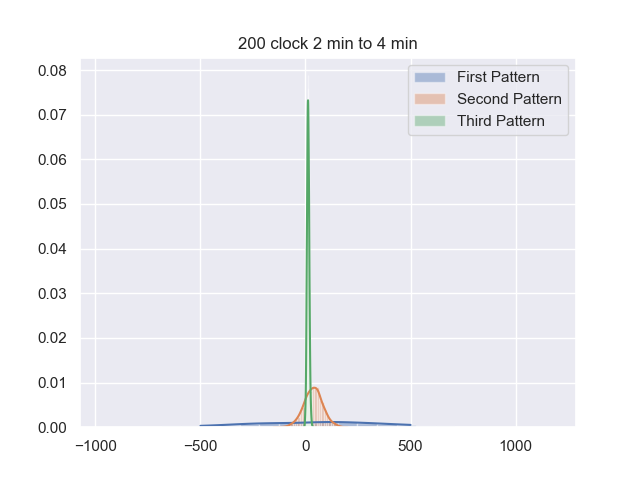 200 clock 2 min to 4 min
First Pattern
Second Pattern
Third Pattern
0.08
0.07
0.06
0.05
0.04
0.03
0.02
0.01
0.00
−1000 −500 0 500 1000